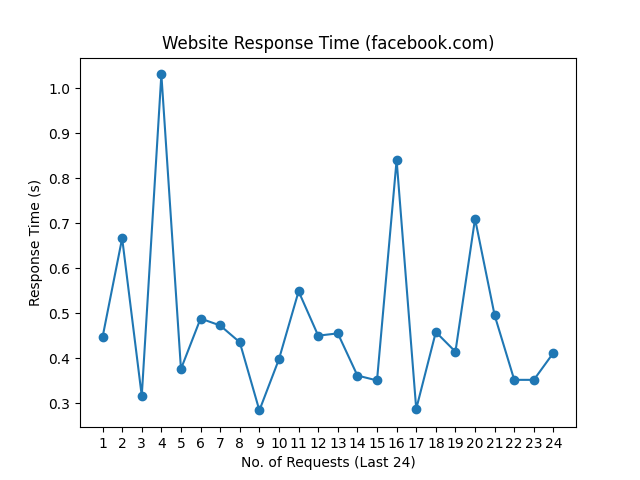 Website Response Time (facebook.com)
1.0
0.9
0.8
0.7
0.6
0.5
0.4
0.3
Response Time (s)
1 2 3 4 5 6 7 8 9 10 11 12 13 14 15 16 17 18 19 20 21 22 23 24
No. of Requests (Last 24)